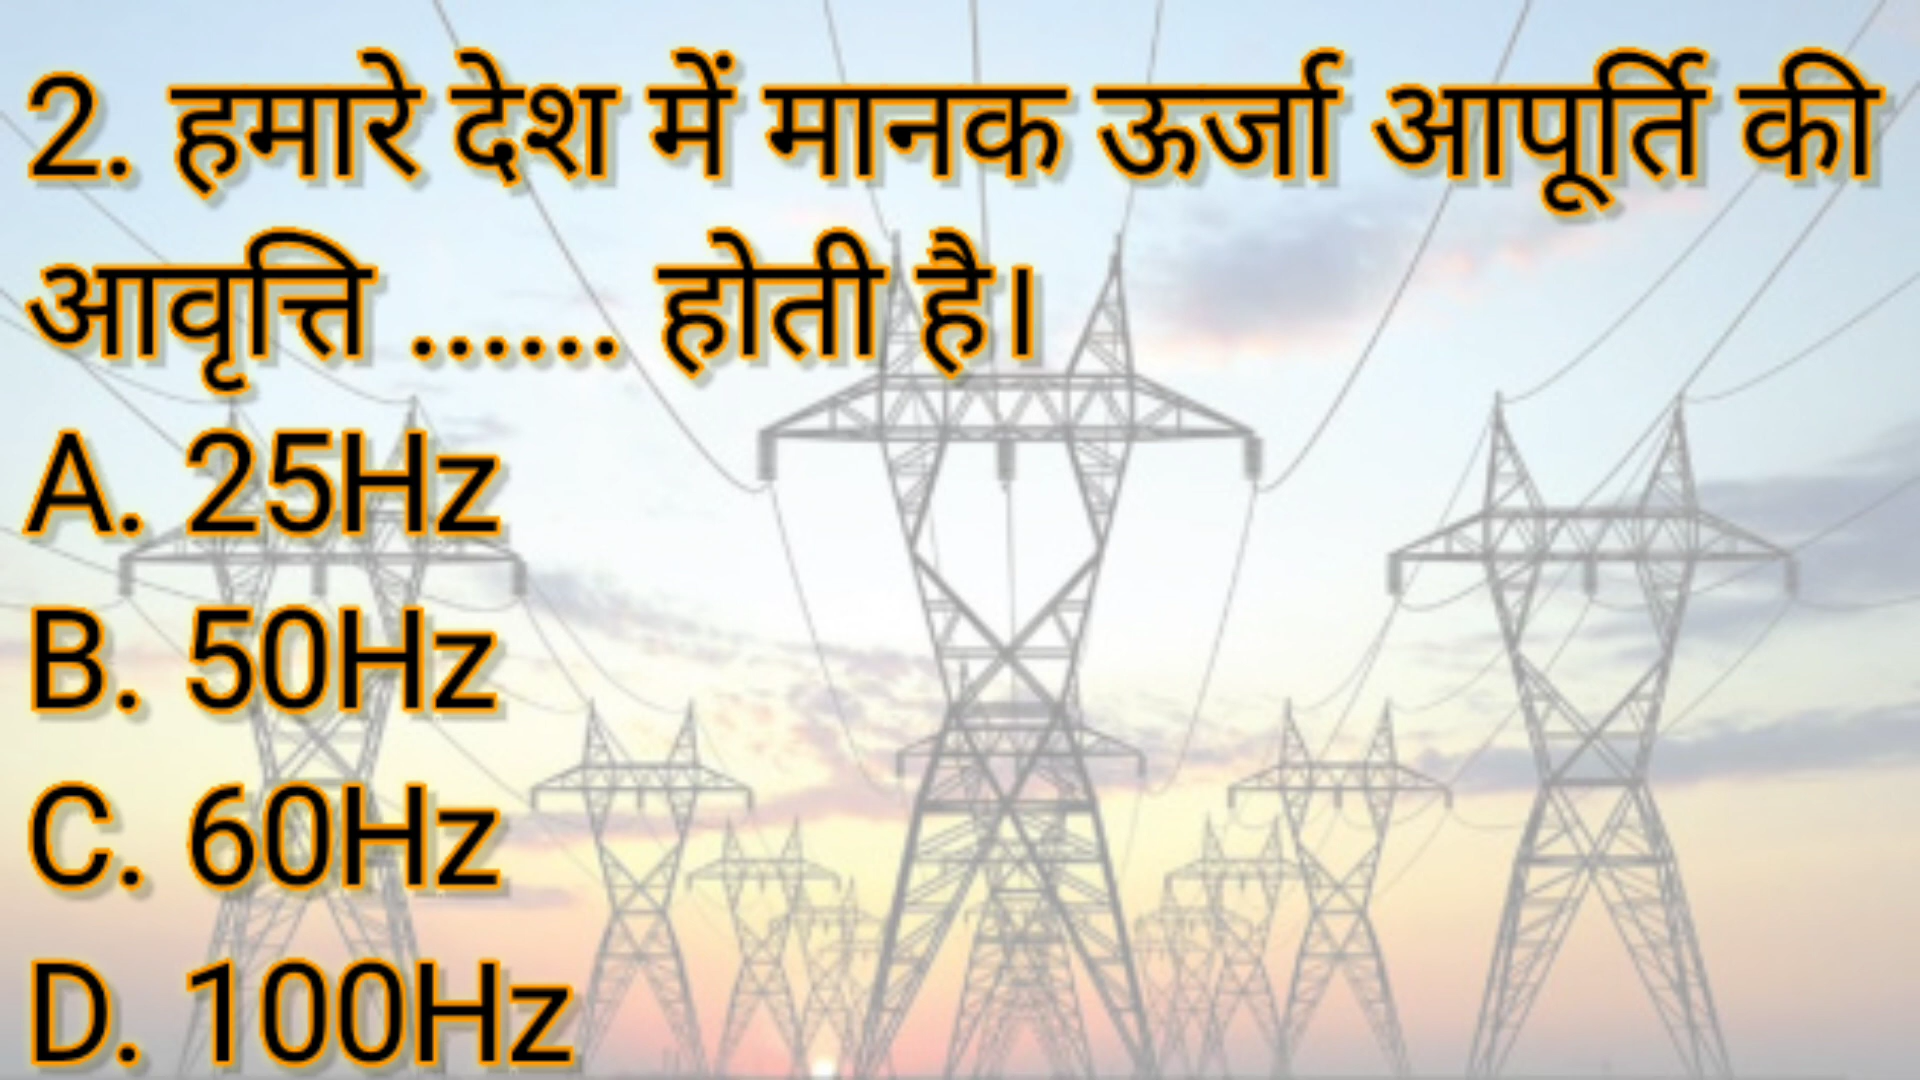 2. हमारे देश में मानक ऊर्जा आपूर्ति की
आवृत्ति ...... होती है।
A. 25Hz
B. 50Hz
C. 60Hz
D. 100Hz